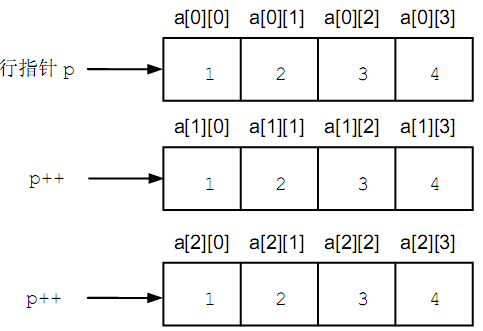 a[0][0] a[0][1] a[0][2] a[0][3]
行指针 p 1 2 3 4
a[1][0] a[1][1] a[1][2] a[1][3]
p++ 1 2 3 4
a[2][0] a[2][1] a[2][2] a[2][3]
p++ 1 2 3 4